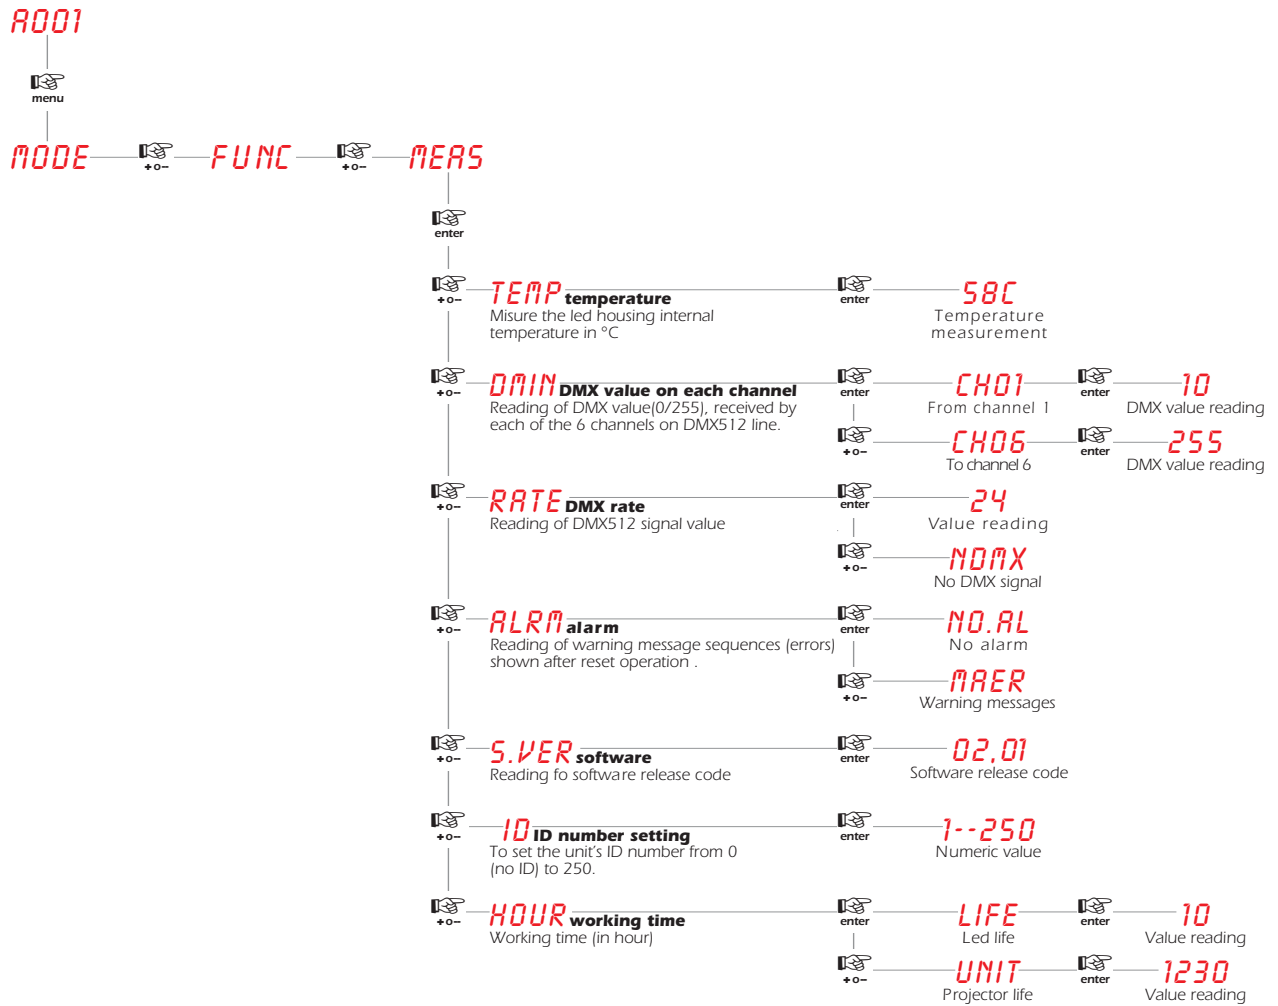 A001
menu
MODE +o– FUNC +o– MEAS
enter
+o– TEMP temperature enter 58C
Misure the led housing internal
temperature in °C
Temperature
measurement
+o– DMIN DMX value on each channel enter CH01 enter 10
Reading of DMX value(0/255), received by
each of the 6 channels on DMX512 line.
From channel 1 DMX value reading
+o– CH06 enter 255
To channel 6 DMX value reading
+o– RATE DMX rate enter 24
Reading of DMX512 signal value Value reading
+o– NDMX
No DMX signal
+o– ALRM alarm enter NO.AL
Reading of warning message sequences (errors)
shown after reset operation .
No alarm
+o– MAER
Warning messages
+o– S.VER software enter 02,01
Reading fo software release code Software release code
+o– ID ID number setting enter 1--250
To set the unit's ID number from 0
(no ID) to 250.
Numeric value
+o– HOUR working time enter LIFE enter 10
Working time (in hour) Led life Value reading
+o– UNIT enter 1230
Projector life Value reading